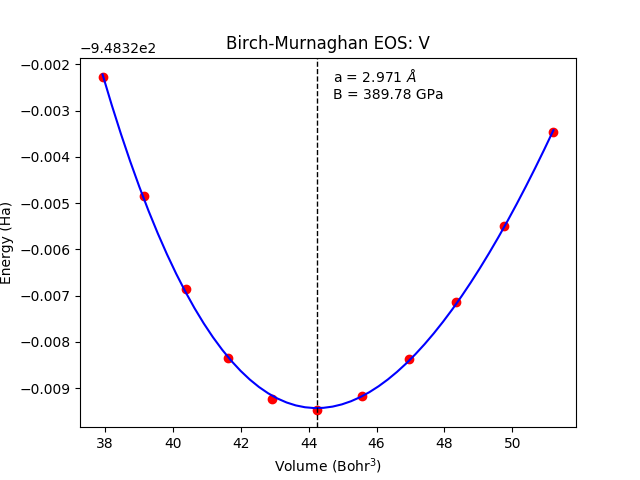 Birch-Murnaghan EOS: V
−9.4832e2
a = 2.971 Å
B = 389.78 GPa
−0.002
−0.003
−0.004
−0.005
−0.006
−0.007
−0.008
−0.009
Energy (Ha)
38
40
42
44
46
48
50
Volume (Bohr³)